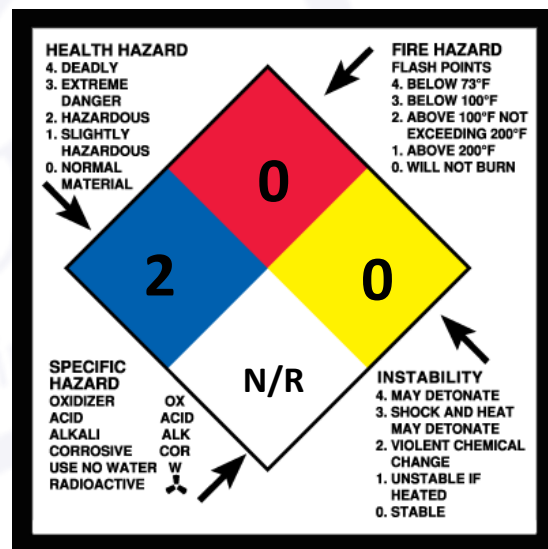 HEALTH HAZARD
4. DEADLY
3. EXTREME
DANGER
2. HAZARDOUS
1. SLIGHTLY
HAZARDOUS
0. NORMAL
MATERIAL
FIRE HAZARD
FLASH POINTS
4. BELOW 73°F
3. BELOW 100°F
2. ABOVE 100°F NOT
EXCEEDING 200°F
1. ABOVE 200°F
0. WILL NOT BURN
0
2
0
N/R
SPECIFIC
HAZARD
OXIDIZER OX
ACID ACID
ALKALI ALK
CORROSIVE COR
USE NO WATER W
RADIOACTIVE
INSTABILITY
4. MAY DETONATE
3. SHOCK AND HEAT
MAY DETONATE
2. VIOLENT CHEMICAL
CHANGE
1. UNSTABLE IF
HEATED
0. STABLE